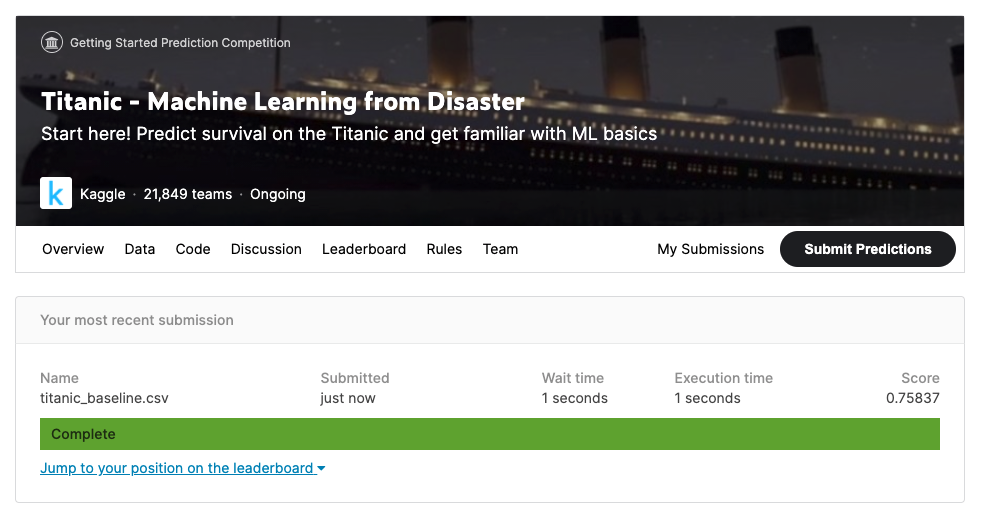 Getting Started Prediction Competition
Titanic - Machine Learning from Disaster
Start here! Predict survival on the Titanic and get familiar with ML basics
k Kaggle · 21,849 teams · Ongoing
Overview Data Code Discussion Leaderboard Rules Team My Submissions Submit Predictions
Your most recent submission
Name Submitted Wait time Execution time Score
titanic_baseline.csv just now 1 seconds 1 seconds 0.75837
Complete
Jump to your position on the leaderboard